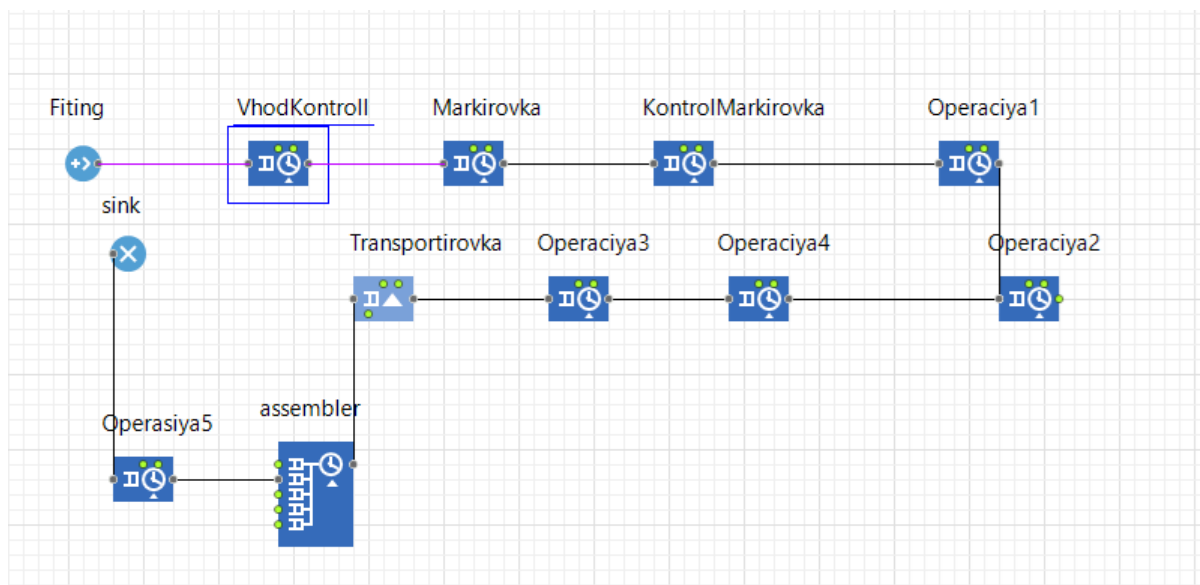 Fiting
VhodKontroll
Markirovka
KontrolMarkirovka
Operaciya1
sink
Transportirovka
Operaciya3
Operaciya4
Operaciya2
Operasiya5
assembler